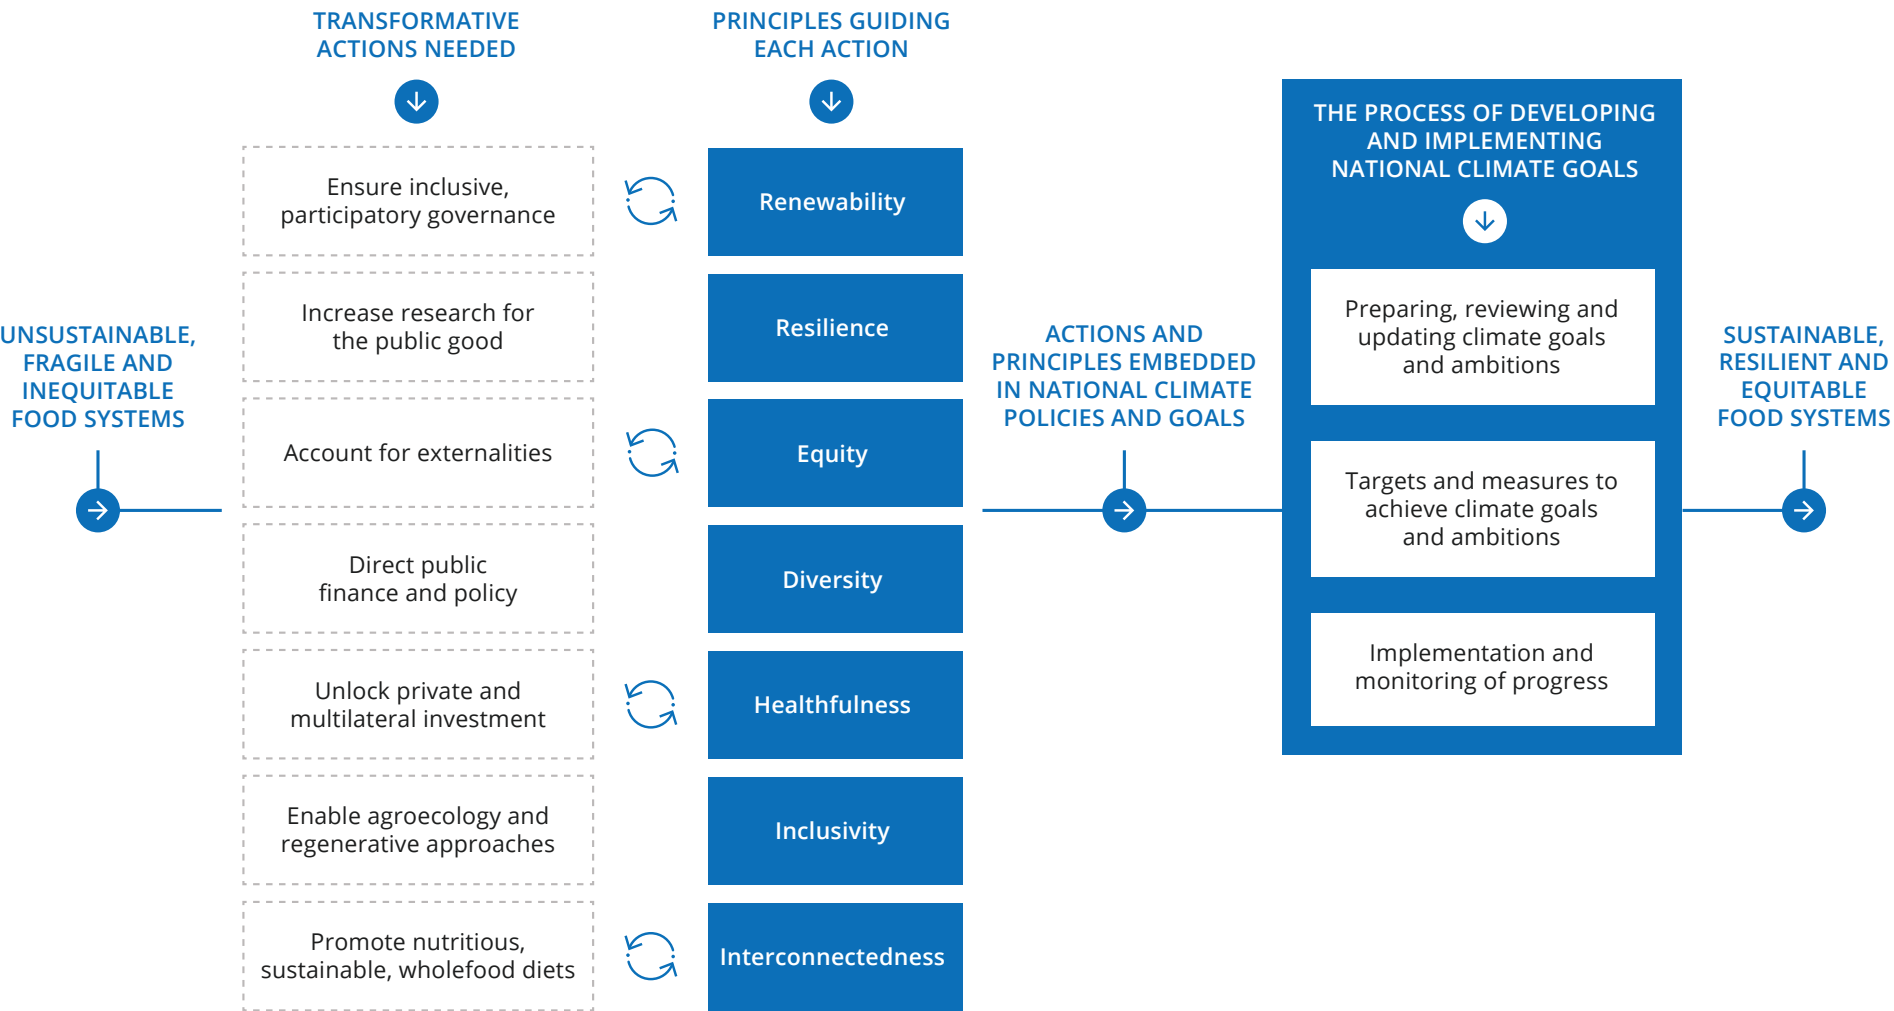 UNSUSTAINABLE,
FRAGILE AND
INEQUITABLE
FOOD SYSTEMS
TRANSFORMATIVE
ACTIONS NEEDED
Ensure inclusive,
participatory governance
Increase research for
the public good
Account for externalities
Direct public
finance and policy
Unlock private and
multilateral investment
Enable agroecology and
regenerative approaches
Promote nutritious,
sustainable, wholefood diets
PRINCIPLES GUIDING
EACH ACTION
Renewability
Resilience
Equity
Diversity
Healthfulness
Inclusivity
Interconnectedness
ACTIONS AND
PRINCIPLES EMBEDDED
IN NATIONAL CLIMATE
POLICIES AND GOALS
THE PROCESS OF DEVELOPING
AND IMPLEMENTING
NATIONAL CLIMATE GOALS
Preparing, reviewing and
updating climate goals
and ambitions
Targets and measures to
achieve climate goals
and ambitions
Implementation and
monitoring of progress
SUSTAINABLE,
RESILIENT AND
EQUITABLE
FOOD SYSTEMS